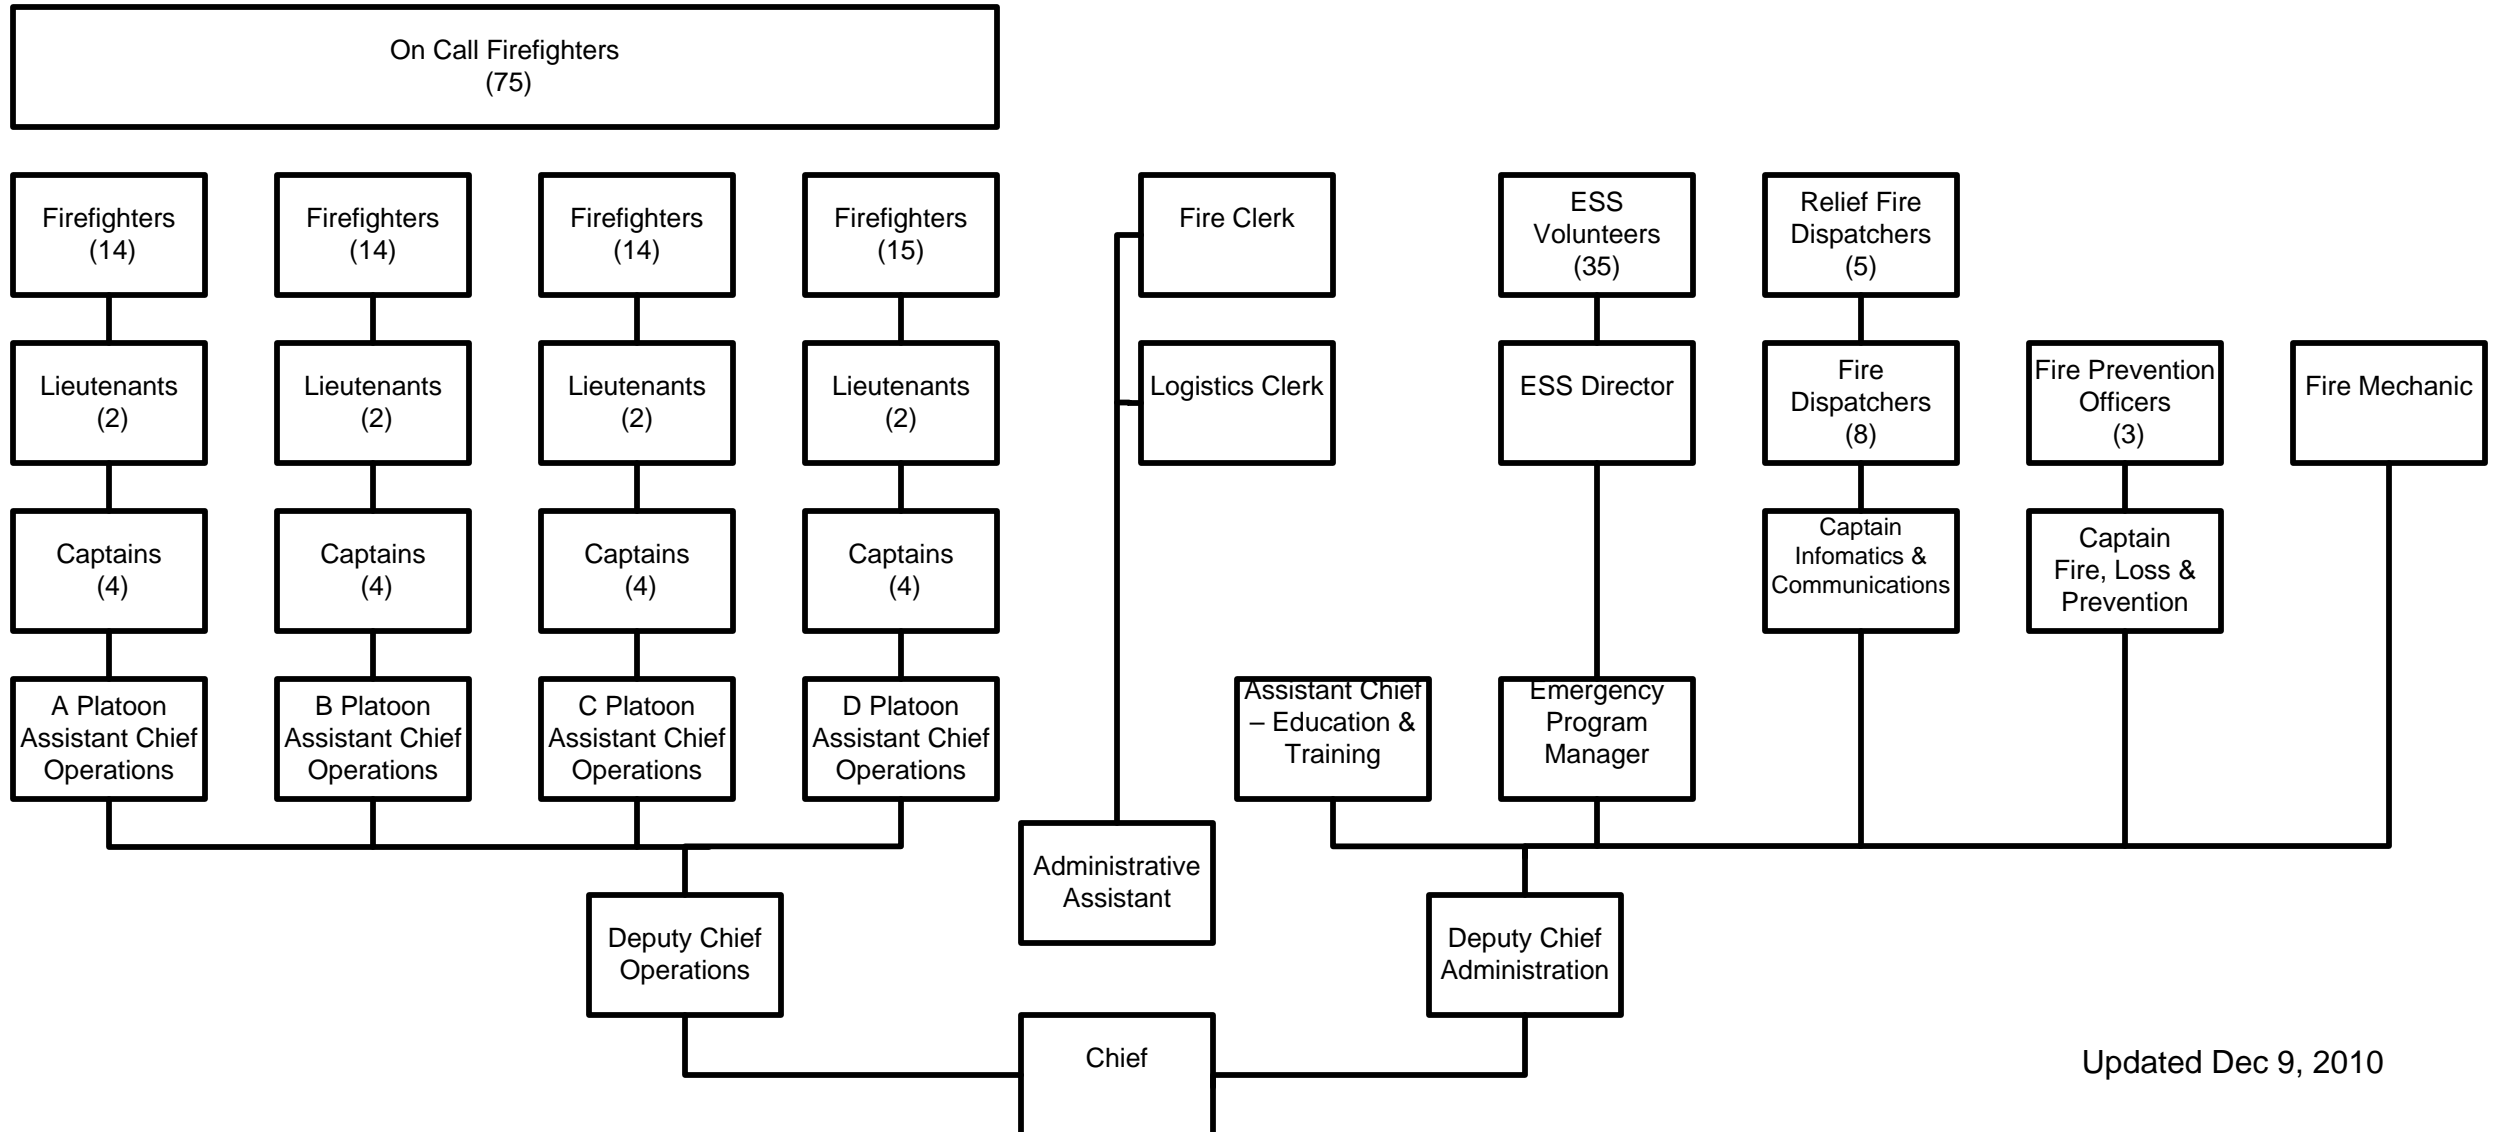 On Call Firefighters
(75)
Firefighters
(14)
Firefighters
(14)
Firefighters
(14)
Firefighters
(15)
Fire Clerk
ESS
Volunteers
(35)
Relief Fire
Dispatchers
(5)
Lieutenants
(2)
Lieutenants
(2)
Lieutenants
(2)
Lieutenants
(2)
Logistics Clerk
ESS Director
Fire
Dispatchers
(8)
Fire Prevention
Officers
(3)
Fire Mechanic
Captains
(4)
Captains
(4)
Captains
(4)
Captains
(4)
Captain
Infomatics &
Communications
Captain
Fire, Loss &
Prevention
A Platoon
Assistant Chief
Operations
B Platoon
Assistant Chief
Operations
C Platoon
Assistant Chief
Operations
D Platoon
Assistant Chief
Operations
Assistant Chief
– Education &
Training
Emergency
Program
Manager
Administrative
Assistant
Deputy Chief
Operations
Deputy Chief
Administration
Chief
Updated Dec 9, 2010